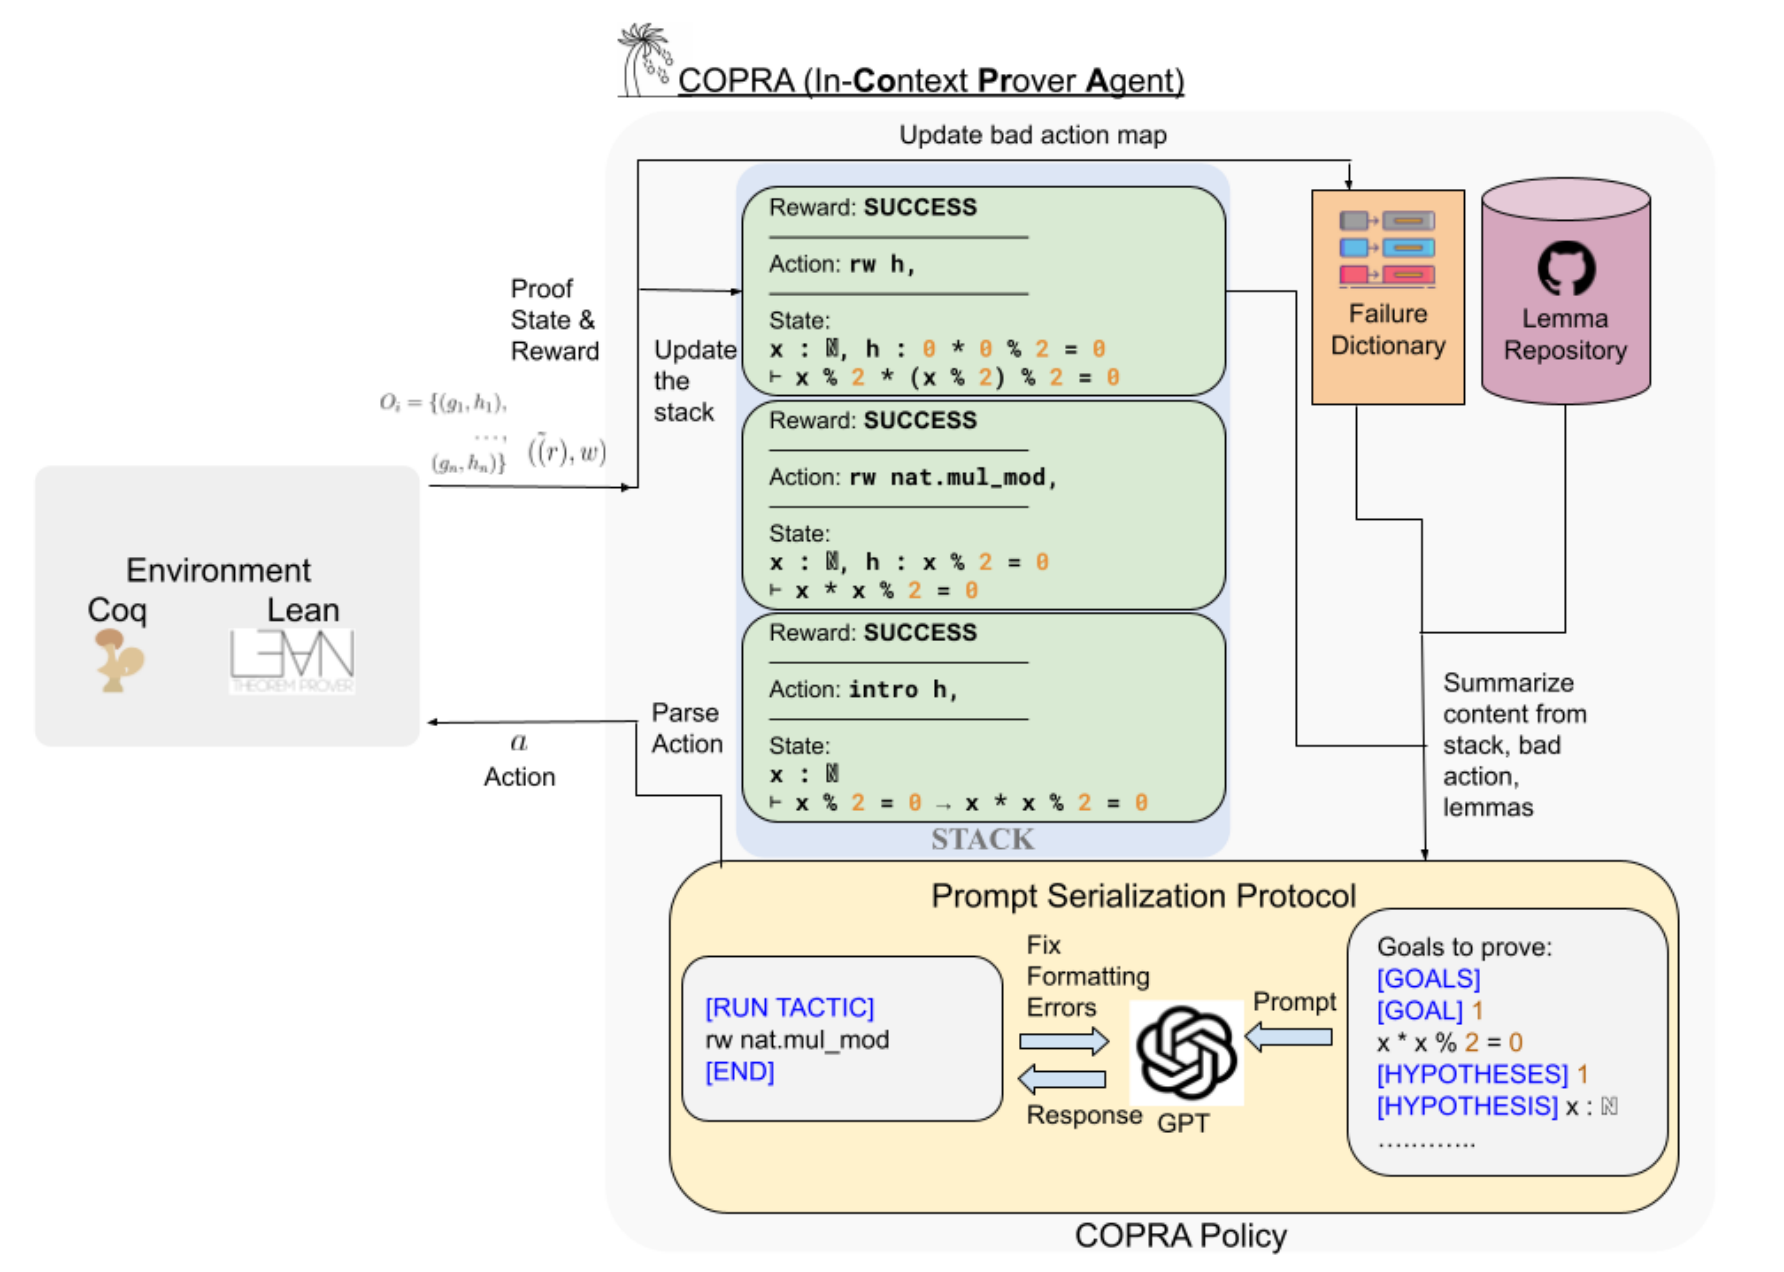 COPRA (In-Context Prover Agent)
Update bad action map
Proof
State &
Reward
Update
the
stack
O_i = {(g_1, h_1),
...,
(g_n, h_n)}
((r̃), w)
Reward: SUCCESS
Action: rw h,
State:
x : ℕ, h : 0 * 0 % 2 = 0
⊢ x % 2 * (x % 2) % 2 = 0
Reward: SUCCESS
Action: rw nat.mul_mod,
State:
x : ℕ, h : x % 2 = 0
⊢ x * x % 2 = 0
Reward: SUCCESS
Action: intro h,
State:
x : ℕ
⊢ x % 2 = 0 → x * x % 2 = 0
STACK
Failure
Dictionary
Lemma
Repository
Environment
Coq
Lean
LEAN
THEOREM PROVER
a
Action
Parse
Action
Summarize
content from
stack, bad
action,
lemmas
Prompt Serialization Protocol
[RUN TACTIC]
rw nat.mul_mod
[END]
Fix
Formatting
Errors
Response
GPT
Prompt
Goals to prove:
[GOALS]
[GOAL] 1
x * x % 2 = 0
[HYPOTHESES] 1
[HYPOTHESIS] x : ℕ
............
COPRA Policy